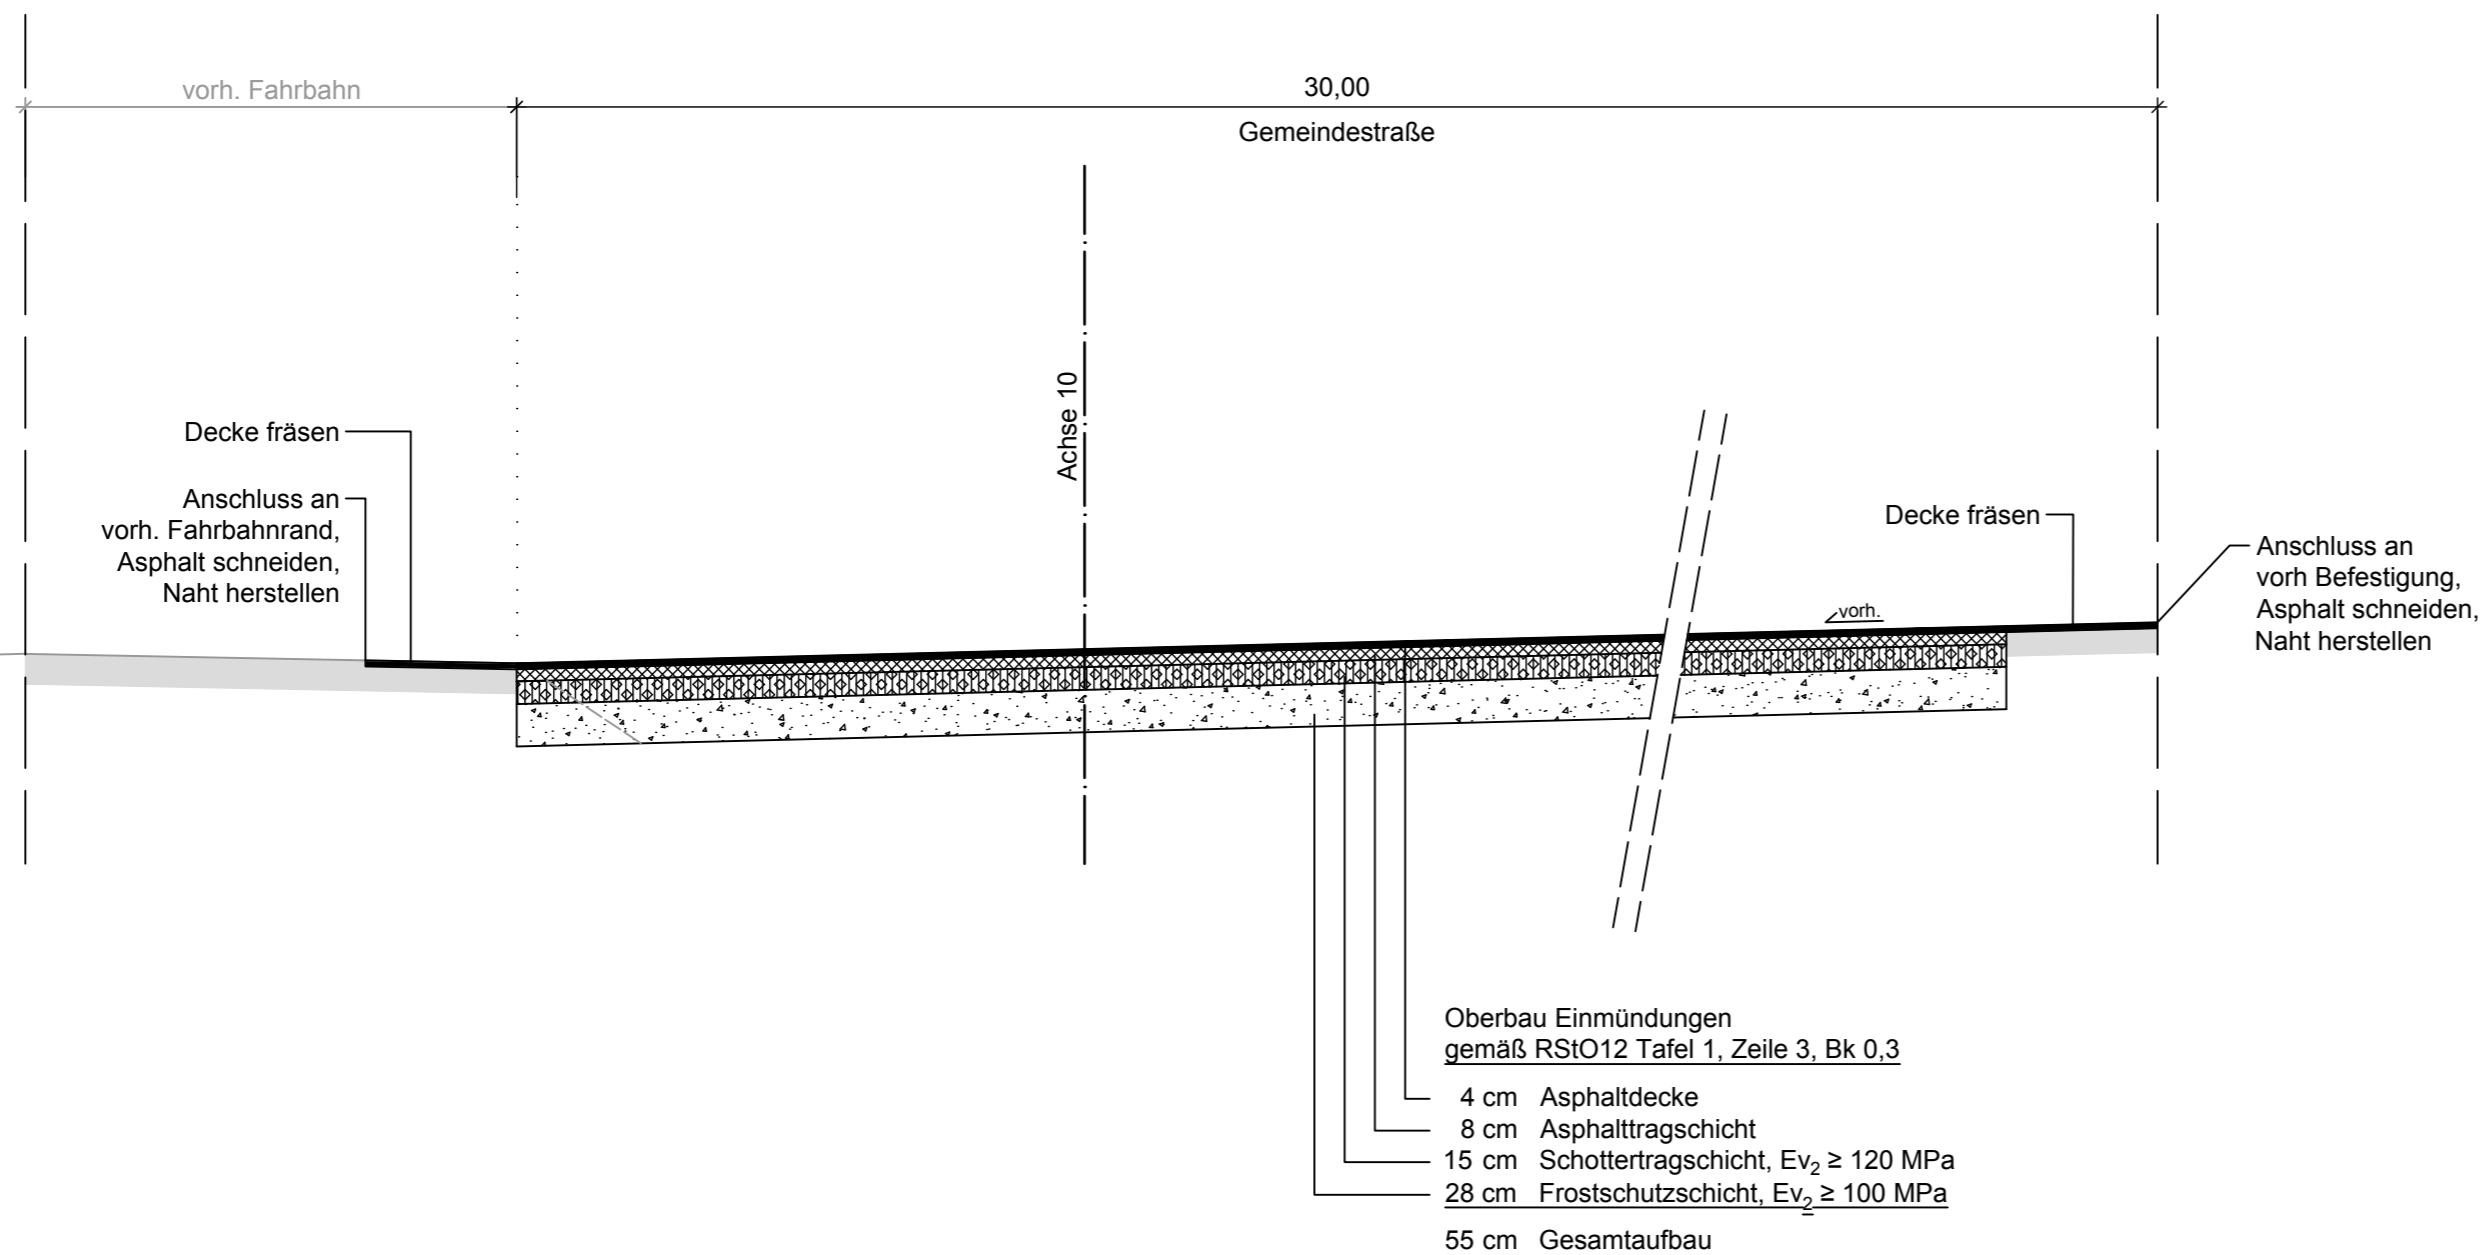 vorh. Fahrbahn
30,00
Gemeindestraße
Achse 10
Decke fräsen
Anschluss an
vorh. Fahrbahnrand,
Asphalt schneiden,
Naht herstellen
Decke fräsen
vorh.
Anschluss an
vorh Befestigung,
Asphalt schneiden,
Naht herstellen
Oberbau Einmündungen
gemäß RStO12 Tafel 1, Zeile 3, Bk 0,3
4 cm Asphaltdecke
8 cm Asphalttragschicht
15 cm Schottertragschicht, Ev₂ ≥ 120 MPa
28 cm Frostschutzschicht, Ev₂ ≥ 100 MPa
55 cm Gesamtaufbau